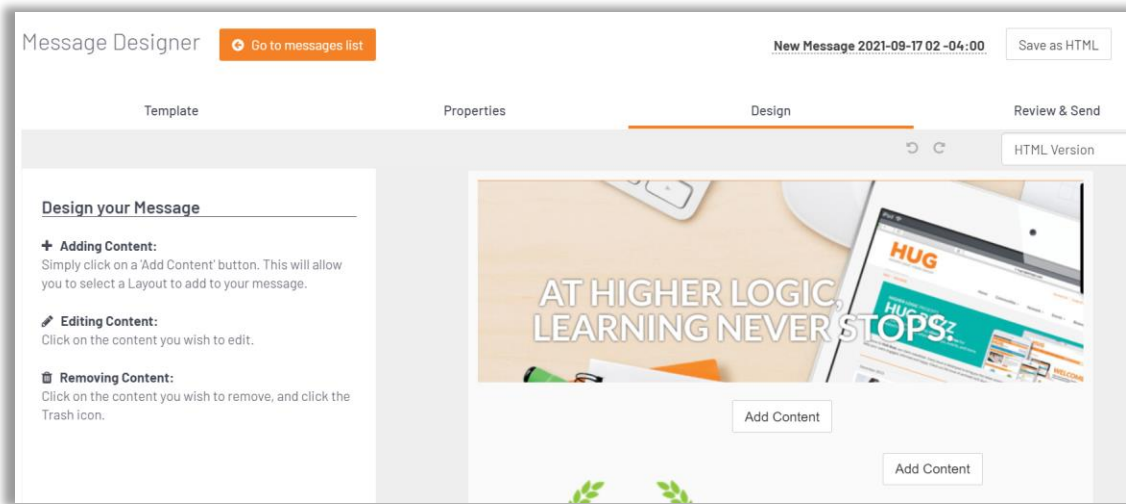 Message Designer
Go to messages list
New Message 2021-09-17 02 -04:00
Save as HTML
Template
Properties
Design
Review & Send
HTML Version
Design your Message
Adding Content:
Simply click on a 'Add Content' button. This will allow
you to select a Layout to add to your message.
Editing Content:
Click on the content you wish to edit.
Removing Content:
Click on the content you wish to remove, and click the
Trash icon.
iPad
HUG
AT HIGHER LOGIC,
LEARNING NEVER STOPS.
WELCOME
Add Content
Add Content